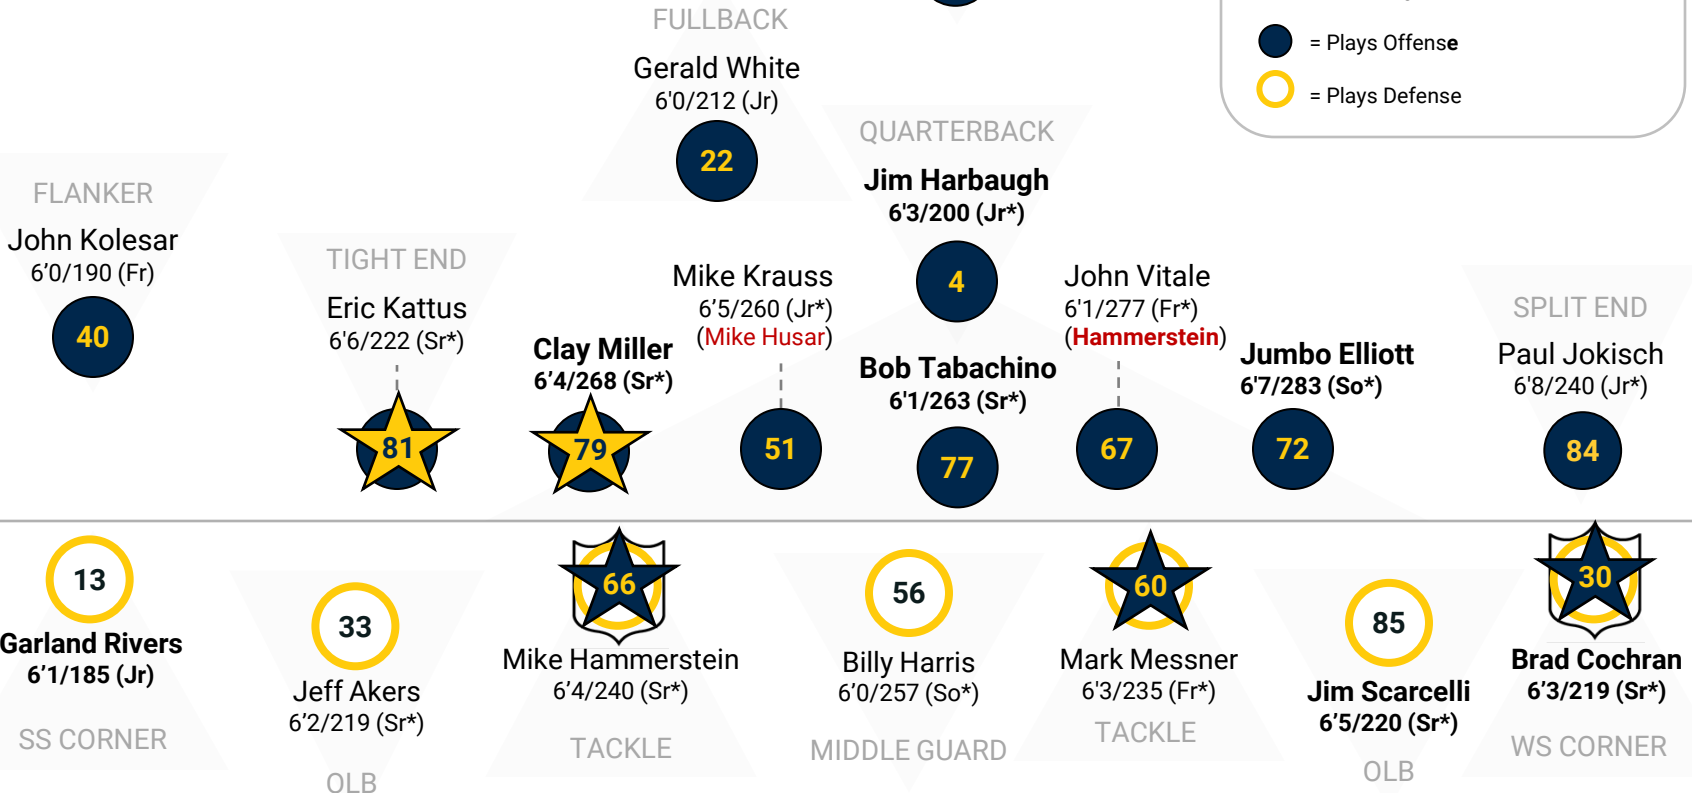 FULLBACK
Gerald White
6'0/212 (Jr)
22
= Plays Offense
= Plays Defense
QUARTERBACK
Jim Harbaugh
6'3/200 (Jr*)
4
FLANKER
John Kolesar
6'0/190 (Fr)
40
TIGHT END
Eric Kattus
6'6/222 (Sr*)
81
Clay Miller
6'4/268 (Sr*)
79
Mike Krauss
6'5/260 (Jr*)
(Mike Husar)
51
Bob Tabachino
6'1/263 (Sr*)
77
John Vitale
6'1/277 (Fr*)
(Hammerstein)
67
Jumbo Elliott
6'7/283 (So*)
72
SPLIT END
Paul Jokisch
6'8/240 (Jr*)
84
13
Garland Rivers
6'1/185 (Jr)
SS CORNER
33
Jeff Akers
6'2/219 (Sr*)
OLB
66
Mike Hammerstein
6'4/240 (Sr*)
TACKLE
56
Billy Harris
6'0/257 (So*)
MIDDLE GUARD
60
Mark Messner
6'3/235 (Fr*)
TACKLE
85
Jim Scarcelli
6'5/220 (Sr*)
OLB
30
Brad Cochran
6'3/219 (Sr*)
WS CORNER